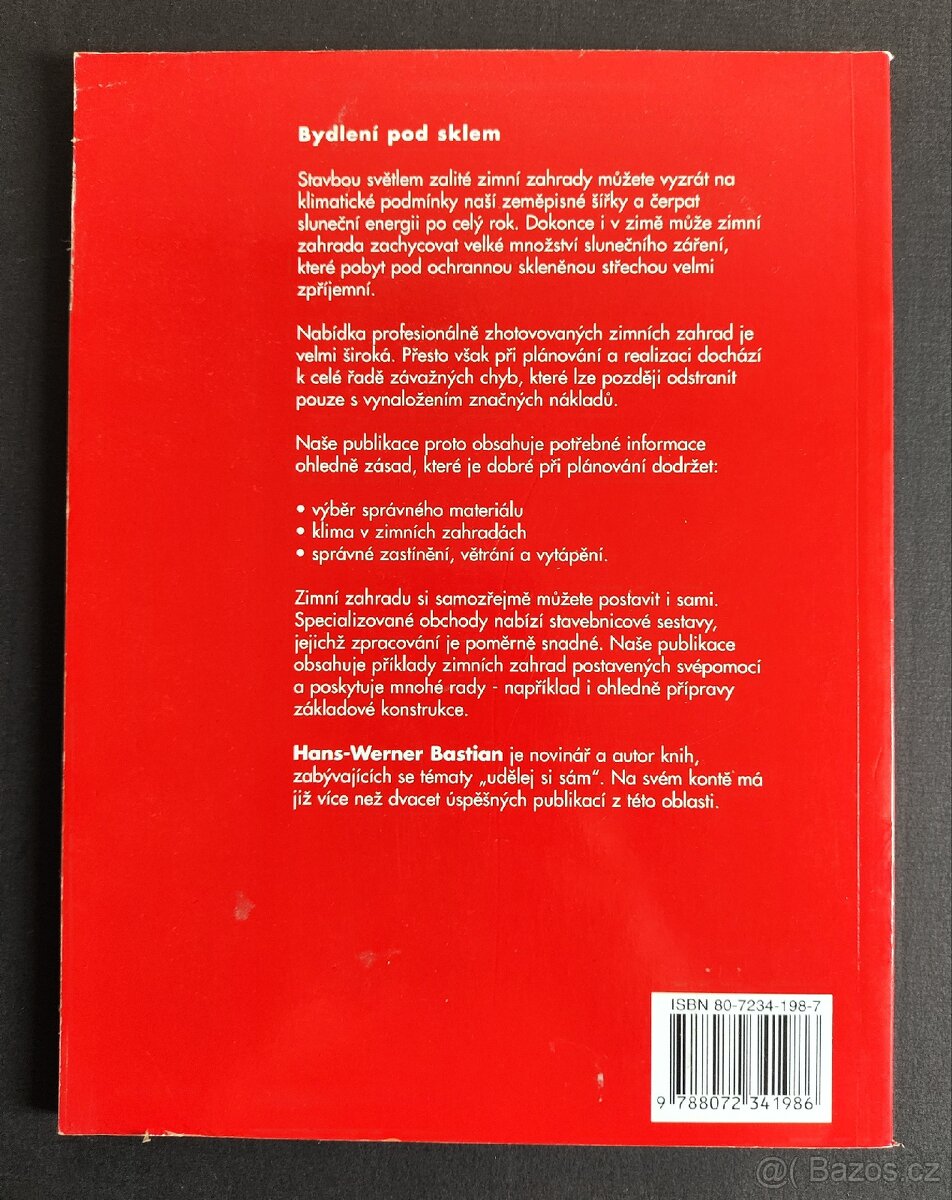 Bydlení pod sklem
Stavbou světlem zalité zimní zahrady můžete vyzrát na
klimatické podmínky naší zeměpisné šířky a čerpat
sluneční energii po celý rok. Dokonce i v zimě může zimní
zahrada zachycovat velké množství slunečního záření,
které pobyt pod ochrannou skleněnou střechou velmi
zpříjemní.
Nabídka profesionálně zhotovovaných zimních zahrad je
velmi široká. Přesto však při plánování a realizaci dochází
k celé řadě závažných chyb, které lze později odstranit
pouze s vynaložením značných nákladů.
Naše publikace proto obsahuje potřebné informace
ohledně zásad, které je dobré při plánování dodržet:
• výběr správného materiálu
• klima v zimních zahradách
• správné zastínění, větrání a vytápění.
Zimní zahradu si samozřejmě můžete postavit i sami.
Specializované obchody nabízí stavebnicové sestavy,
jejichž zpracování je poměrně snadné. Naše publikace
obsahuje příklady zimních zahrad postavených svépomocí
a poskytuje mnohé rady - například i ohledně přípravy
základové konstrukce.
Hans-Werner Bastian je novinář a autor knih,
zabývajících se tématy „udělej si sám“. Na svém kontě má
již více než dvacet úspěšných publikací z této oblasti.
ISBN 80-7234-198-7
9 788072 341986
@( Bazos.cz